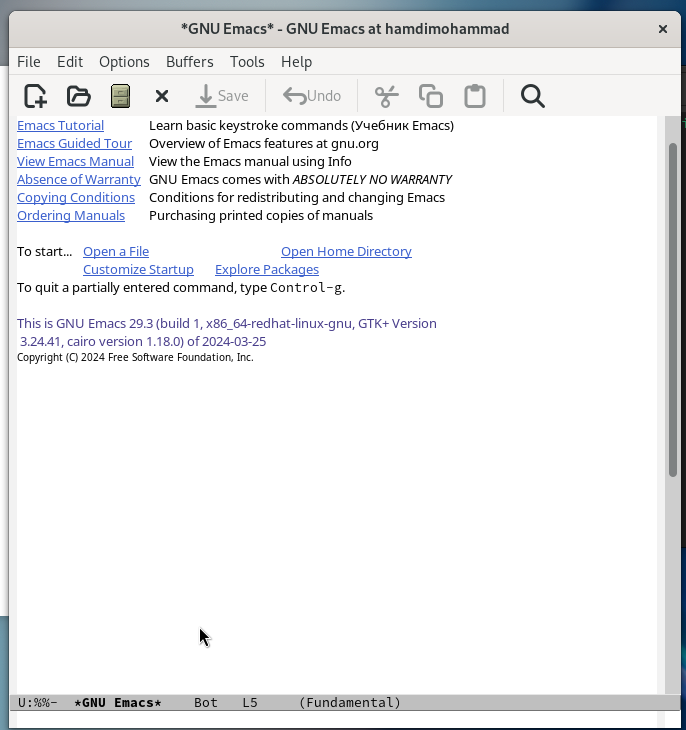 *GNU Emacs* - GNU Emacs at hamdimohammad
File Edit Options Buffers Tools Help
Save Undo
Emacs Tutorial Learn basic keystroke commands (Учебник Emacs)
Emacs Guided Tour Overview of Emacs features at gnu.org
View Emacs Manual View the Emacs manual using Info
Absence of Warranty GNU Emacs comes with ABSOLUTELY NO WARRANTY
Copying Conditions Conditions for redistributing and changing Emacs
Ordering Manuals Purchasing printed copies of manuals
To start... Open a File Open Home Directory
Customize Startup Explore Packages
To quit a partially entered command, type Control-g.
This is GNU Emacs 29.3 (build 1, x86_64-redhat-linux-gnu, GTK+ Version
3.24.41, cairo version 1.18.0) of 2024-03-25
Copyright (C) 2024 Free Software Foundation, Inc.
U:%%- *GNU Emacs* Bot L5 (Fundamental)